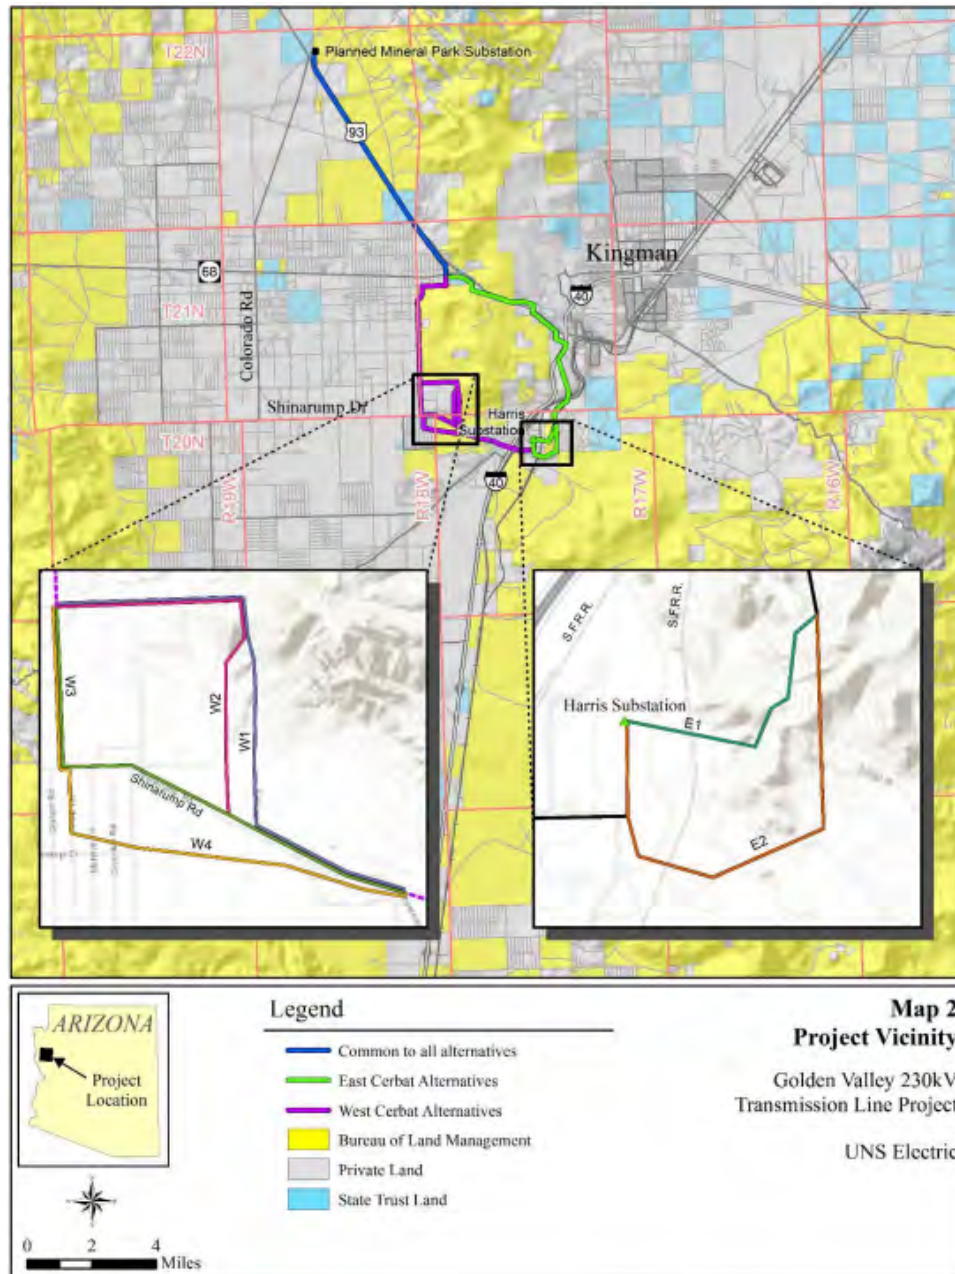 T22N
Planned Mineral Park Substation
93
Kingman
68
40
T21N
Colorado Rd
Shinarump Dr
Harris
Substation
T20N
40
R19W
R18W
R17W
R16W
W3
W2
W1
Shinarump Rd
W4
S.F.R.R.
S.F.R.R.
Harris Substation
E1
E2
ARIZONA
Project
Location
0 2 4
Miles
Legend
Common to all alternatives
East Cerbat Alternatives
West Cerbat Alternatives
Bureau of Land Management
Private Land
State Trust Land
Map 2
Project Vicinity
Golden Valley 230kV
Transmission Line Project
UNS Electric